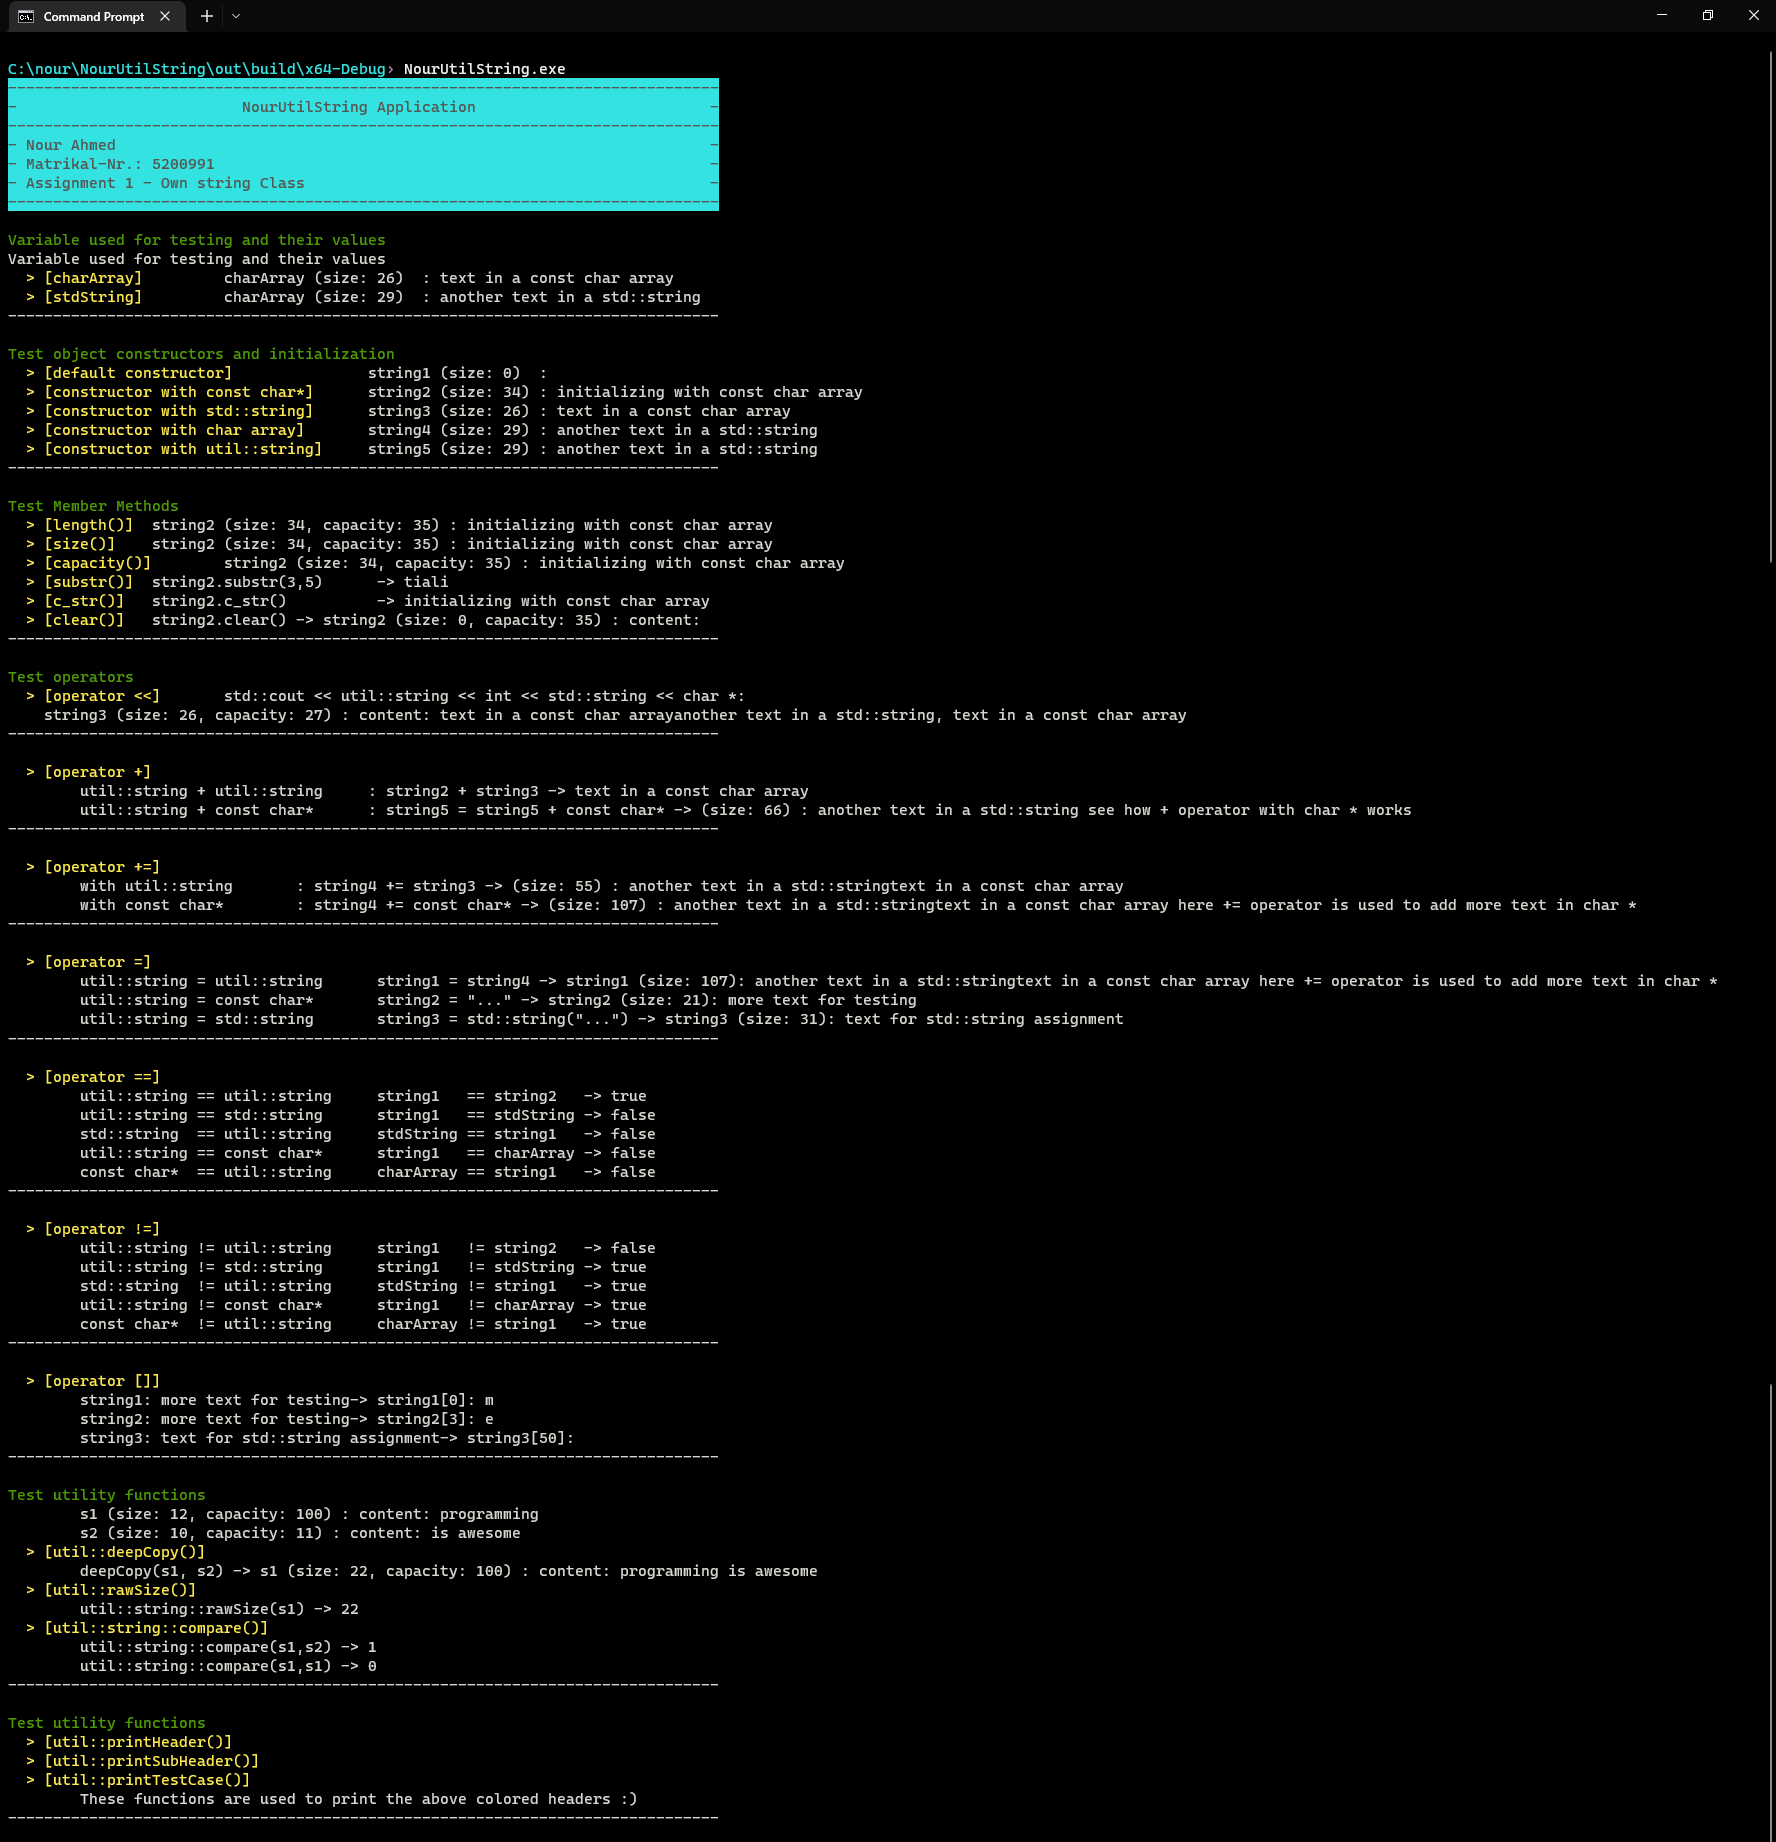 Command Prompt
C:\nour\NourUtilString\out\build\x64-Debug› NourUtilString.exe
-------------------------------------------------------------------------------
-                         NourUtilString Application                          -
-------------------------------------------------------------------------------
- Nour Ahmed                                                                  -
- Matrikal-Nr.: 5200991                                                       -
- Assignment 1 - Own string Class                                             -
-------------------------------------------------------------------------------
Variable used for testing and their values
Variable used for testing and their values
  > [charArray]         charArray (size: 26)  : text in a const char array
  > [stdString]         charArray (size: 29)  : another text in a std::string
-------------------------------------------------------------------------------
Test object constructors and initialization
  > [default constructor]               string1 (size: 0)  :
  > [constructor with const char*]      string2 (size: 34) : initializing with const char array
  > [constructor with std::string]      string3 (size: 26) : text in a const char array
  > [constructor with char array]       string4 (size: 29) : another text in a std::string
  > [constructor with util::string]     string5 (size: 29) : another text in a std::string
-------------------------------------------------------------------------------
Test Member Methods
  > [length()]  string2 (size: 34, capacity: 35) : initializing with const char array
  > [size()]    string2 (size: 34, capacity: 35) : initializing with const char array
  > [capacity()]        string2 (size: 34, capacity: 35) : initializing with const char array
  > [substr()]  string2.substr(3,5)      -> tiali
  > [c_str()]   string2.c_str()          -> initializing with const char array
  > [clear()]   string2.clear() -> string2 (size: 0, capacity: 35) : content:
-------------------------------------------------------------------------------
Test operators
  > [operator <<]       std::cout << util::string << int << std::string << char *:
    string3 (size: 26, capacity: 27) : content: text in a const char arrayanother text in a std::string, text in a const char array
-------------------------------------------------------------------------------
  > [operator +]
        util::string + util::string     : string2 + string3 -> text in a const char array
        util::string + const char*      : string5 = string5 + const char* -> (size: 66) : another text in a std::string see how + operator with char * works
-------------------------------------------------------------------------------
  > [operator +=]
        with util::string       : string4 += string3 -> (size: 55) : another text in a std::stringtext in a const char array
        with const char*        : string4 += const char* -> (size: 107) : another text in a std::stringtext in a const char array here += operator is used to add more text in char *
-------------------------------------------------------------------------------
  > [operator =]
        util::string = util::string      string1 = string4 -> string1 (size: 107): another text in a std::stringtext in a const char array here += operator is used to add more text in char *
        util::string = const char*       string2 = "..." -> string2 (size: 21): more text for testing
        util::string = std::string       string3 = std::string("...") -> string3 (size: 31): text for std::string assignment
-------------------------------------------------------------------------------
  > [operator ==]
        util::string == util::string     string1   == string2   -> true
        util::string == std::string      string1   == stdString -> false
        std::string  == util::string     stdString == string1   -> false
        util::string == const char*      string1   == charArray -> false
        const char*  == util::string     charArray == string1   -> false
-------------------------------------------------------------------------------
  > [operator !=]
        util::string != util::string     string1   != string2   -> false
        util::string != std::string      string1   != stdString -> true
        std::string  != util::string     stdString != string1   -> true
        util::string != const char*      string1   != charArray -> true
        const char*  != util::string     charArray != string1   -> true
-------------------------------------------------------------------------------
  > [operator []]
        string1: more text for testing-> string1[0]: m
        string2: more text for testing-> string2[3]: e
        string3: text for std::string assignment-> string3[50]:
-------------------------------------------------------------------------------
Test utility functions
        s1 (size: 12, capacity: 100) : content: programming
        s2 (size: 10, capacity: 11) : content: is awesome
  > [util::deepCopy()]
        deepCopy(s1, s2) -> s1 (size: 22, capacity: 100) : content: programming is awesome
  > [util::rawSize()]
        util::string::rawSize(s1) -> 22
  > [util::string::compare()]
        util::string::compare(s1,s2) -> 1
        util::string::compare(s1,s1) -> 0
-------------------------------------------------------------------------------
Test utility functions
  > [util::printHeader()]
  > [util::printSubHeader()]
  > [util::printTestCase()]
        These functions are used to print the above colored headers :)
-------------------------------------------------------------------------------